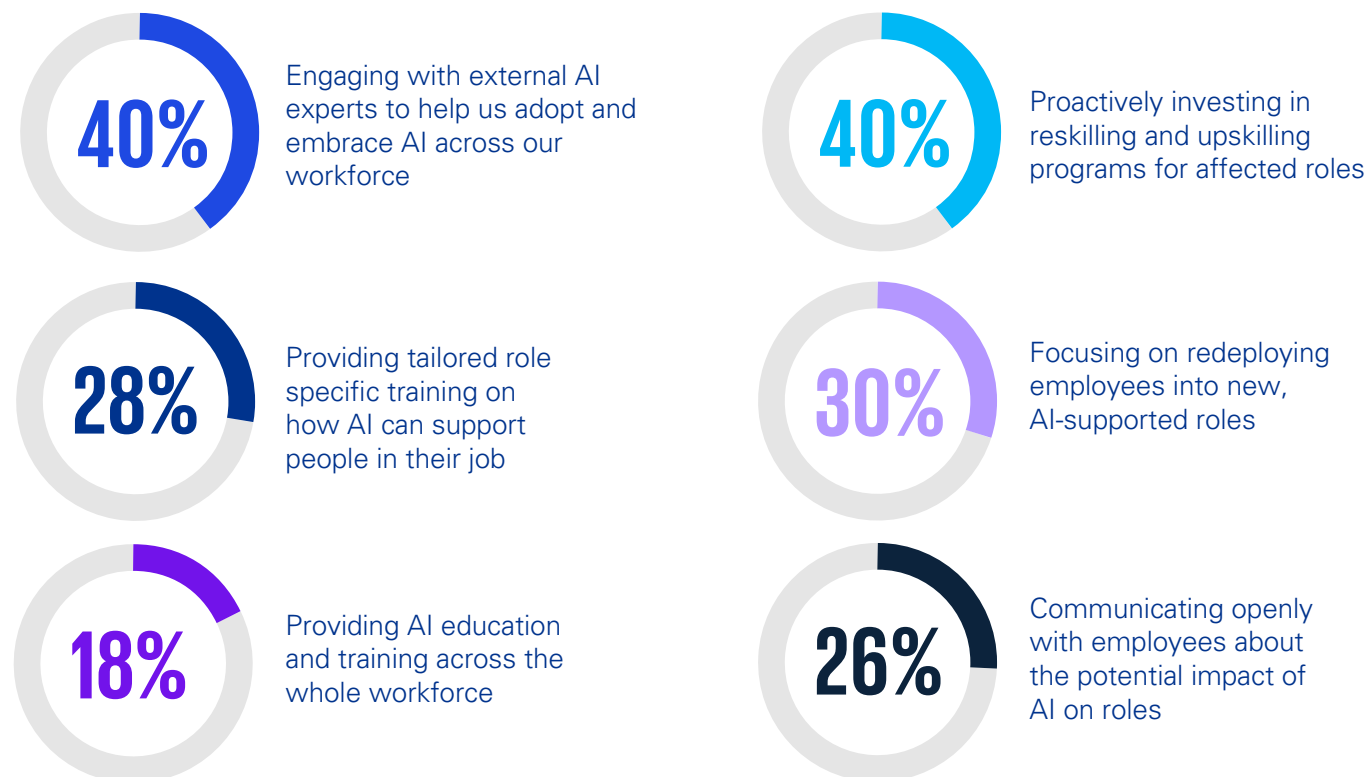 40%
Engaging with external AI
experts to help us adopt and
embrace AI across our
workforce
40%
Proactively investing in
reskilling and upskilling
programs for affected roles
28%
Providing tailored role
specific training on
how AI can support
people in their job
30%
Focusing on redeploying
employees into new,
AI-supported roles
18%
Providing AI education
and training across the
whole workforce
26%
Communicating openly
with employees about
the potential impact of
AI on roles